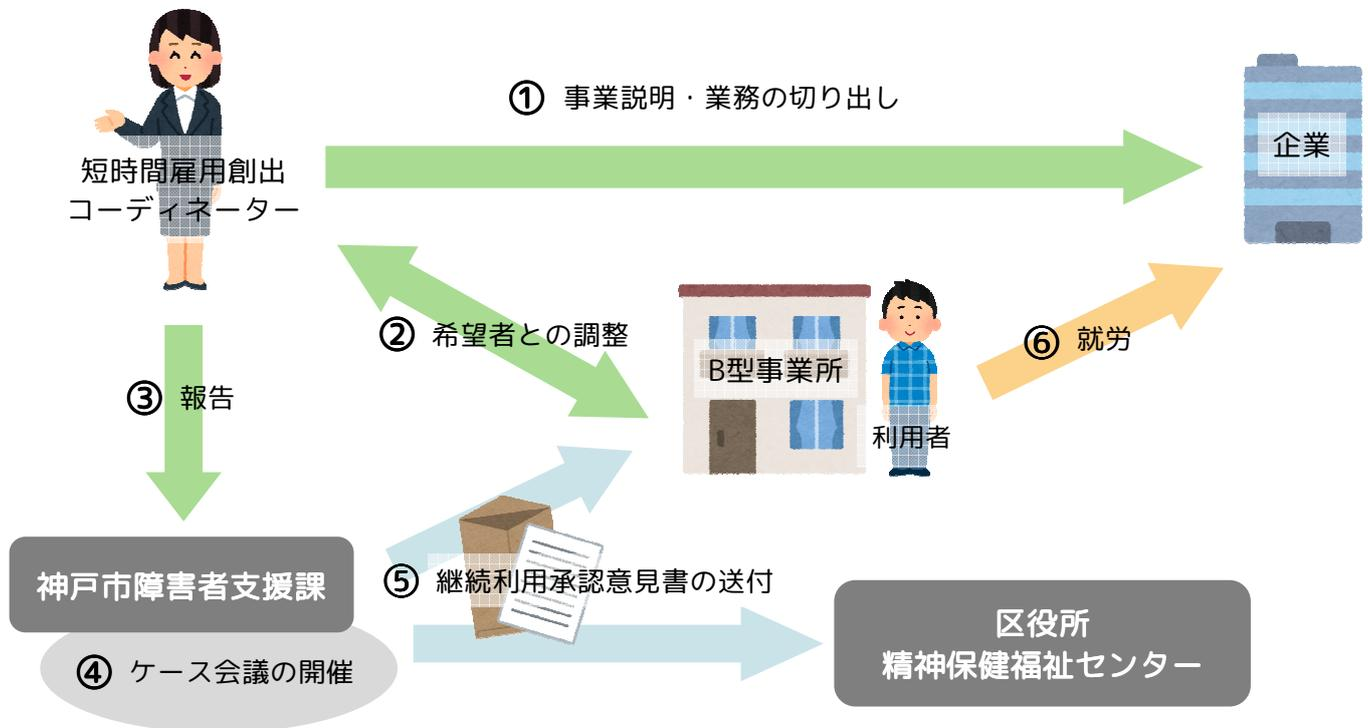 ① 事業説明・業務の切り出し
企業
短時間雇用創出
コーディネーター
② 希望者との調整
B型事業所
利用者
⑥ 就労
③ 報告
神戸市障害者支援課
④ ケース会議の開催
⑤ 継続利用承認意見書の送付
区役所
精神保健福祉センター